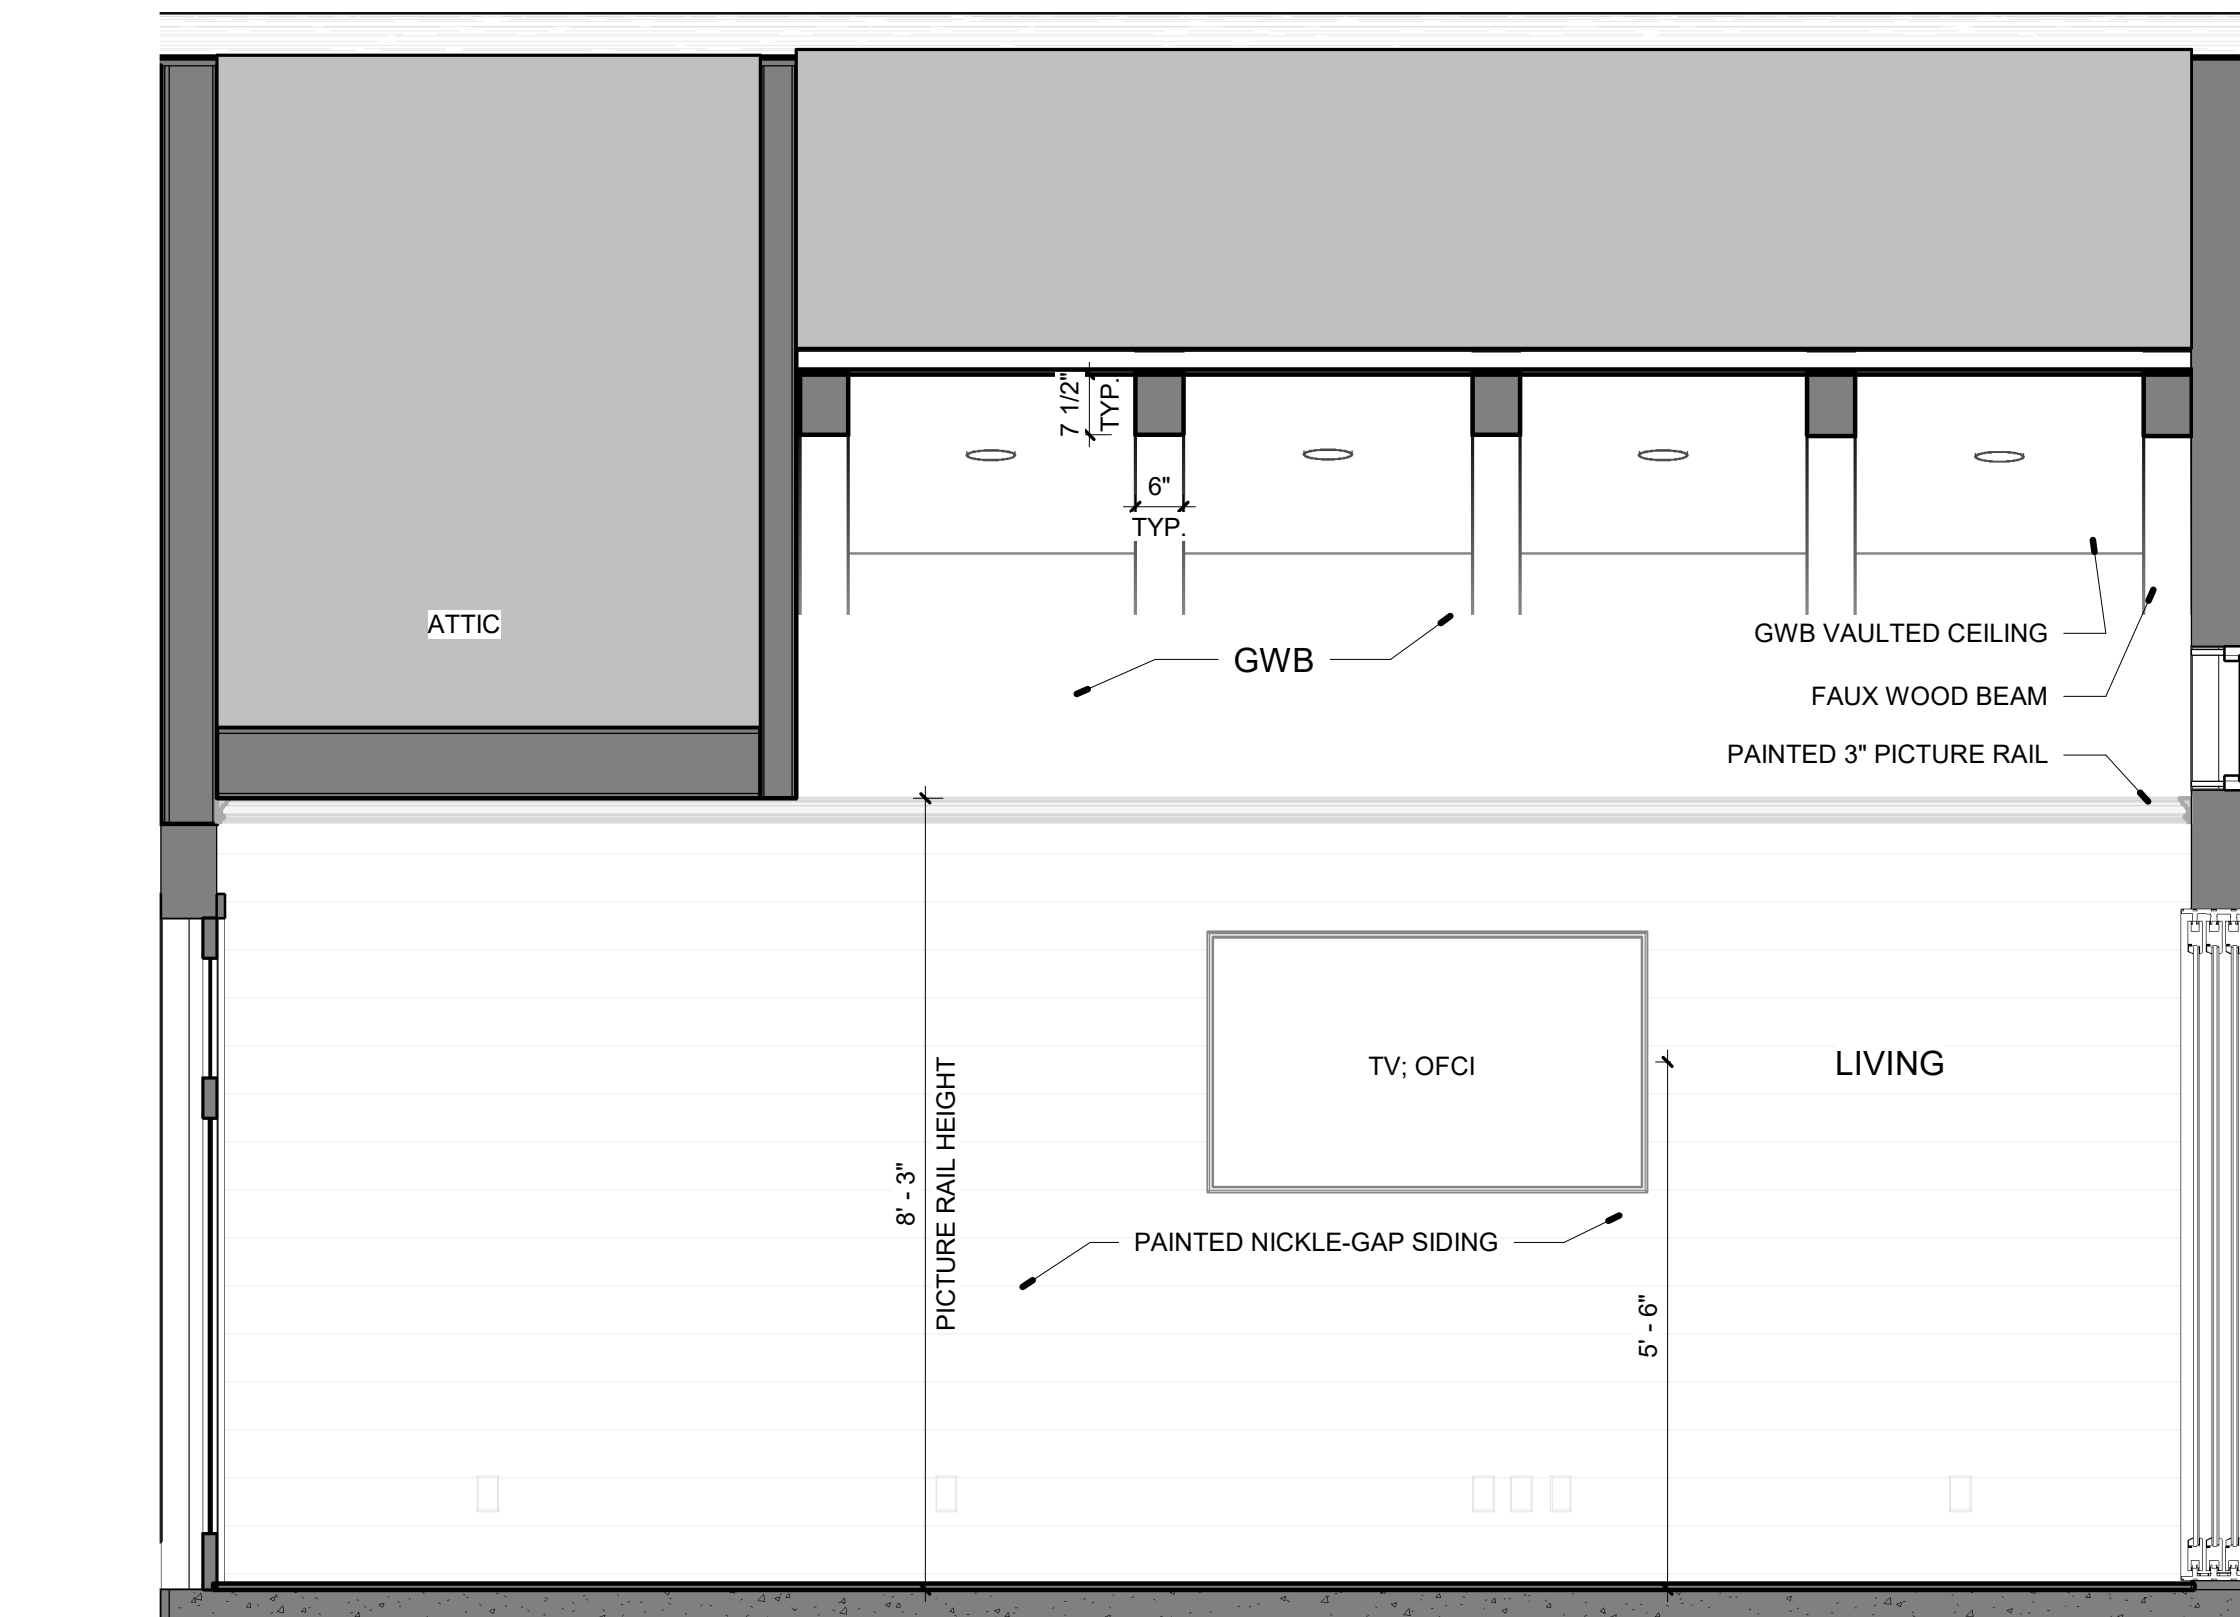 7 1/2"
TYP.
6"
TYP.
ATTIC
GWB
GWB VAULTED CEILING
FAUX WOOD BEAM
PAINTED 3" PICTURE RAIL
TV; OFCI
LIVING
8' - 3"
PICTURE RAIL HEIGHT
PAINTED NICKLE-GAP SIDING
5' - 6"